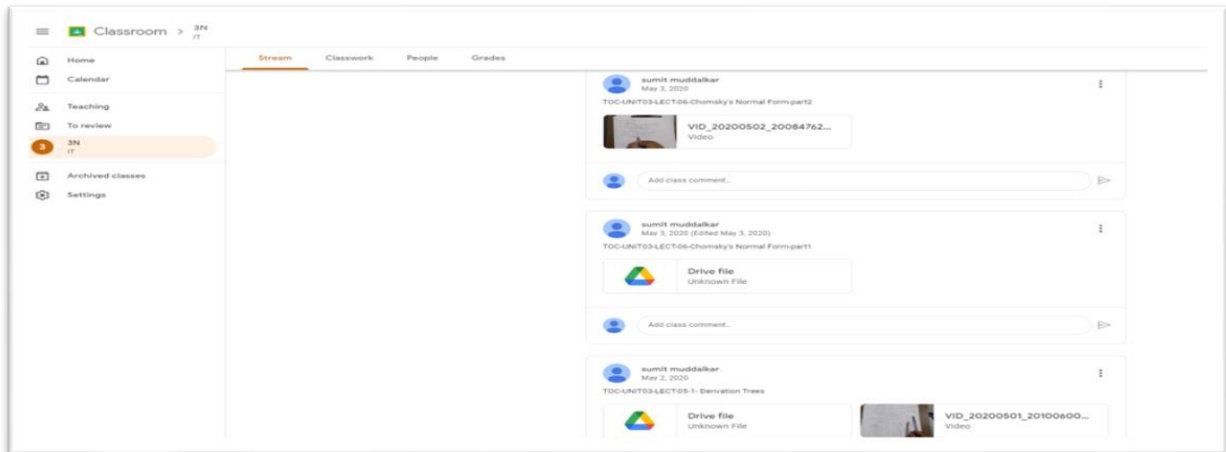 Classroom > 3N
IT
Home
Calendar
Teaching
To review
3 3N
IT
Archived classes
Settings
Stream Classwork People Grades
sumit muddalkar
May 3, 2020
TOC-UNIT03-LECT-06-Chomsky's Normal Form-part2
VID_20200502_20084762...
Video
Add class comment...
sumit muddalkar
May 3, 2020 (Edited May 3, 2020)
TOC-UNIT03-LECT-06-Chomsky's Normal Form-part1
Drive file
Unknown File
Add class comment...
sumit muddalkar
May 2, 2020
TOC-UNIT03-LECT-05-1- Derivation Trees
Drive file VID_20200501_20100600...
Unknown File Video